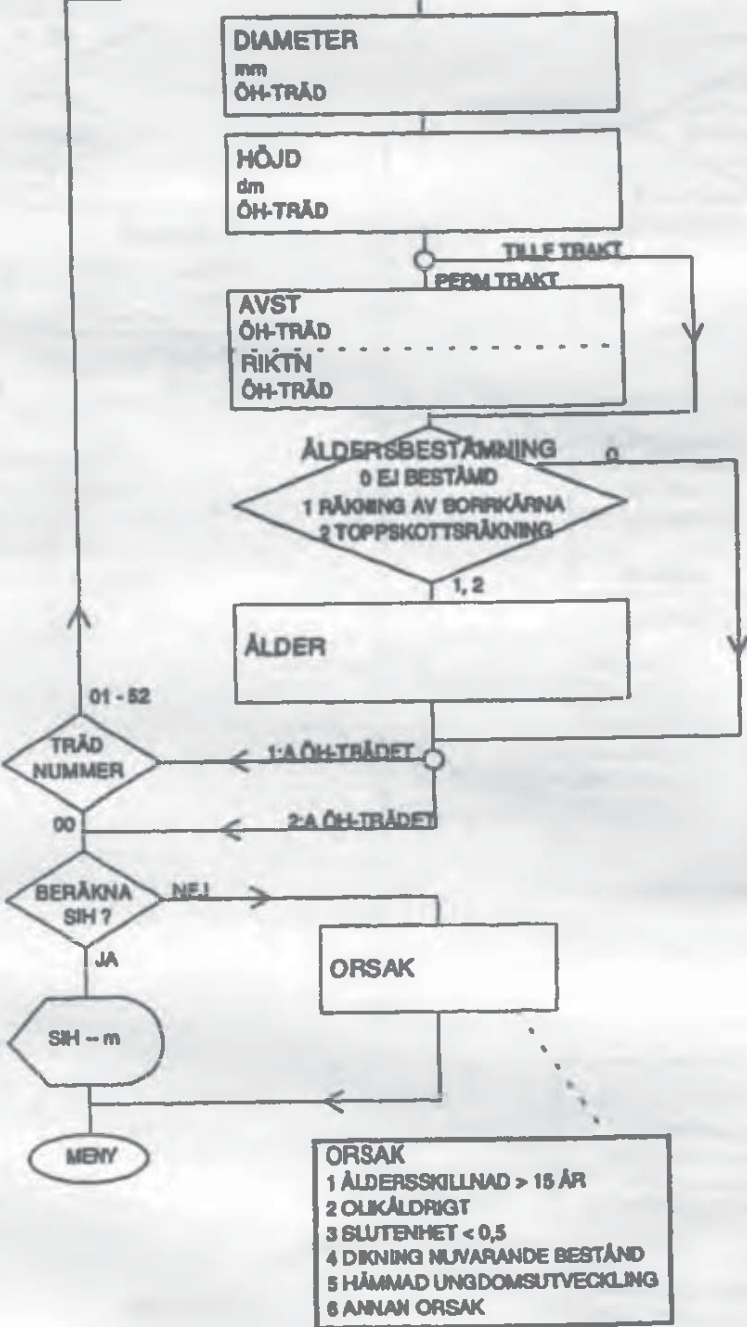 DIAMETER
mm
ÖH-TRÄD
HÖJD
dm
ÖH-TRÄD
TILLF TRAKT
PERM TRAKT
AVST
ÖH-TRÄD
RIKTN
ÖH-TRÄD
ÅLDERSBESTÄMNING
0 EJ BESTÄMD
1 RÄKNING AV BORRKÄRNA
2 TOPPSKOTTSRÄKNING
0
1, 2
ÅLDER
01 - 52
TRÄD
NUMMER
1:A ÖH-TRÄDET
00
2:A ÖH-TRÄDET
BERÄKNA
SIH ?
NEJ
JA
ORSAK
SIH -- m
MENY
ORSAK
1 ÅLDERSSKILLNAD > 15 ÅR
2 OLIKÅLDRIGT
3 SLUTENHET < 0,5
4 DIKNING NUVARANDE BESTÅND
5 HÄMMAD UNGDOMSUTVECKLING
6 ANNAN ORSAK